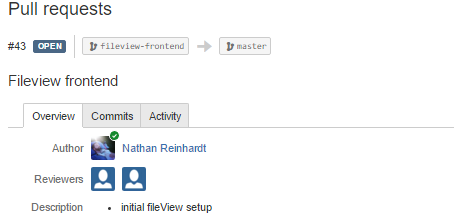 Pull requests
#43 OPEN fileview-frontend master
Fileview frontend
Overview Commits Activity
Author Nathan Reinhardt
Reviewers
Description • initial fileView setup